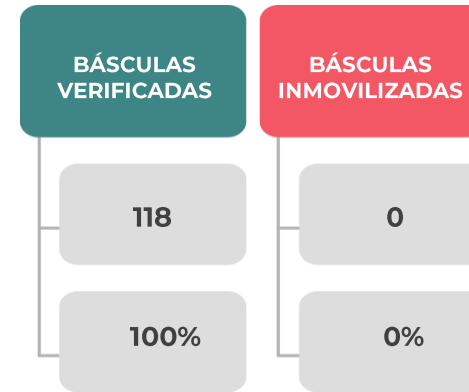 BÁSCULAS
VERIFICADAS
118
100%
BÁSCULAS
INMOVILIZADAS
0
0%